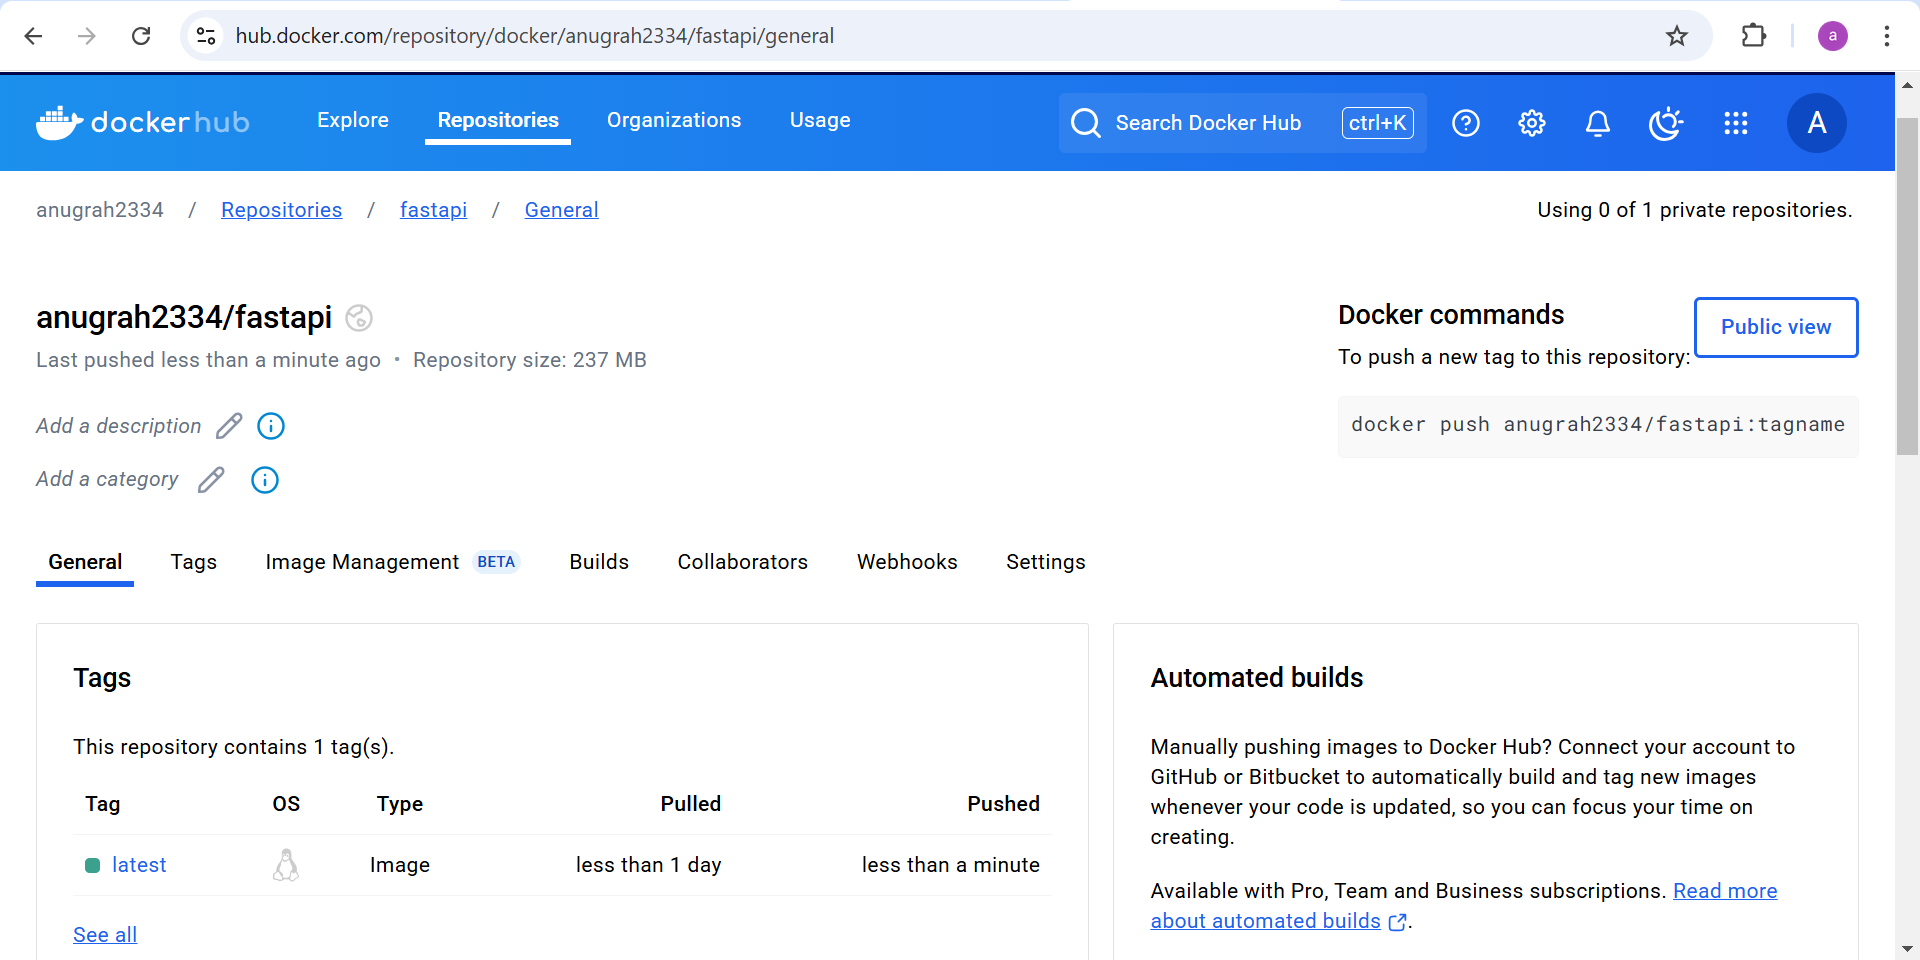 hub.docker.com/repository/docker/anugrah2334/fastapi/general
a
dockerhub Explore Repositories Organizations Usage Search Docker Hub ctrl+K A
anugrah2334 / Repositories / fastapi / General Using 0 of 1 private repositories.
anugrah2334/fastapi
Last pushed less than a minute ago • Repository size: 237 MB
Add a description
Add a category
Docker commands
Public view
To push a new tag to this repository:
docker push anugrah2334/fastapi:tagname
General Tags Image Management BETA Builds Collaborators Webhooks Settings
Tags
This repository contains 1 tag(s).
Tag OS Type Pulled Pushed
latest Image less than 1 day less than a minute
See all
Automated builds
Manually pushing images to Docker Hub? Connect your account to
GitHub or Bitbucket to automatically build and tag new images
whenever your code is updated, so you can focus your time on
creating.
Available with Pro, Team and Business subscriptions. Read more
about automated builds .